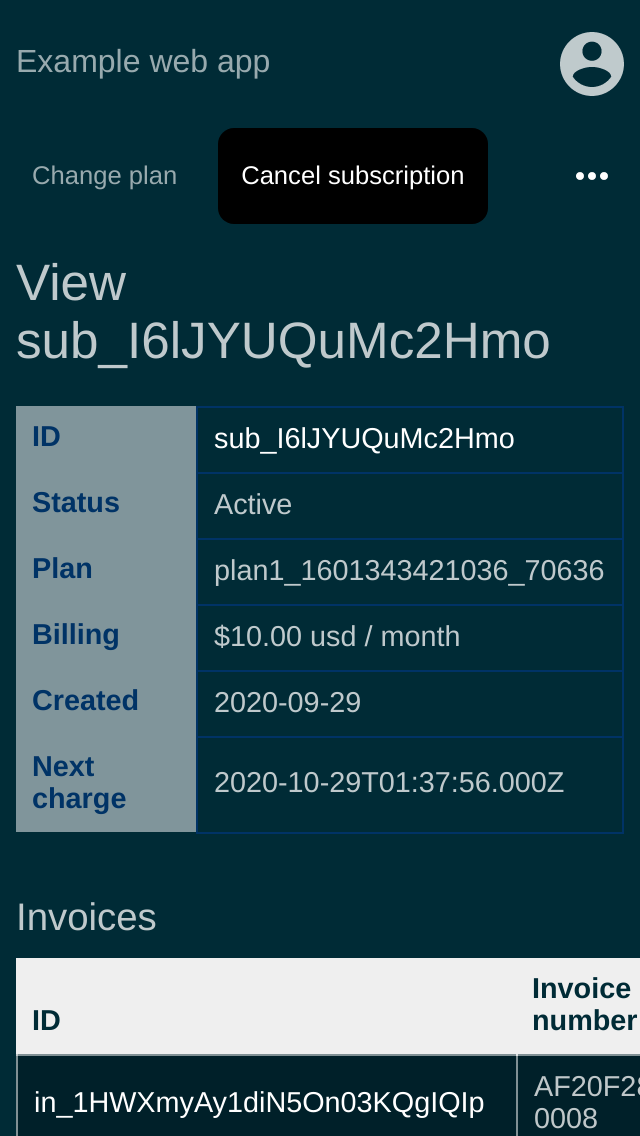 Example web app
Change plan Cancel subscription
View
sub_I6lJYUQuMc2Hmo
ID sub_I6lJYUQuMc2Hmo
Status Active
Plan plan1_1601343421036_70636
Billing $10.00 usd / month
Created 2020-09-29
Next
charge 2020-10-29T01:37:56.000Z
Invoices
ID Invoice
number
in_1HWXmyAy1diN5On03KQgIQIp
0008